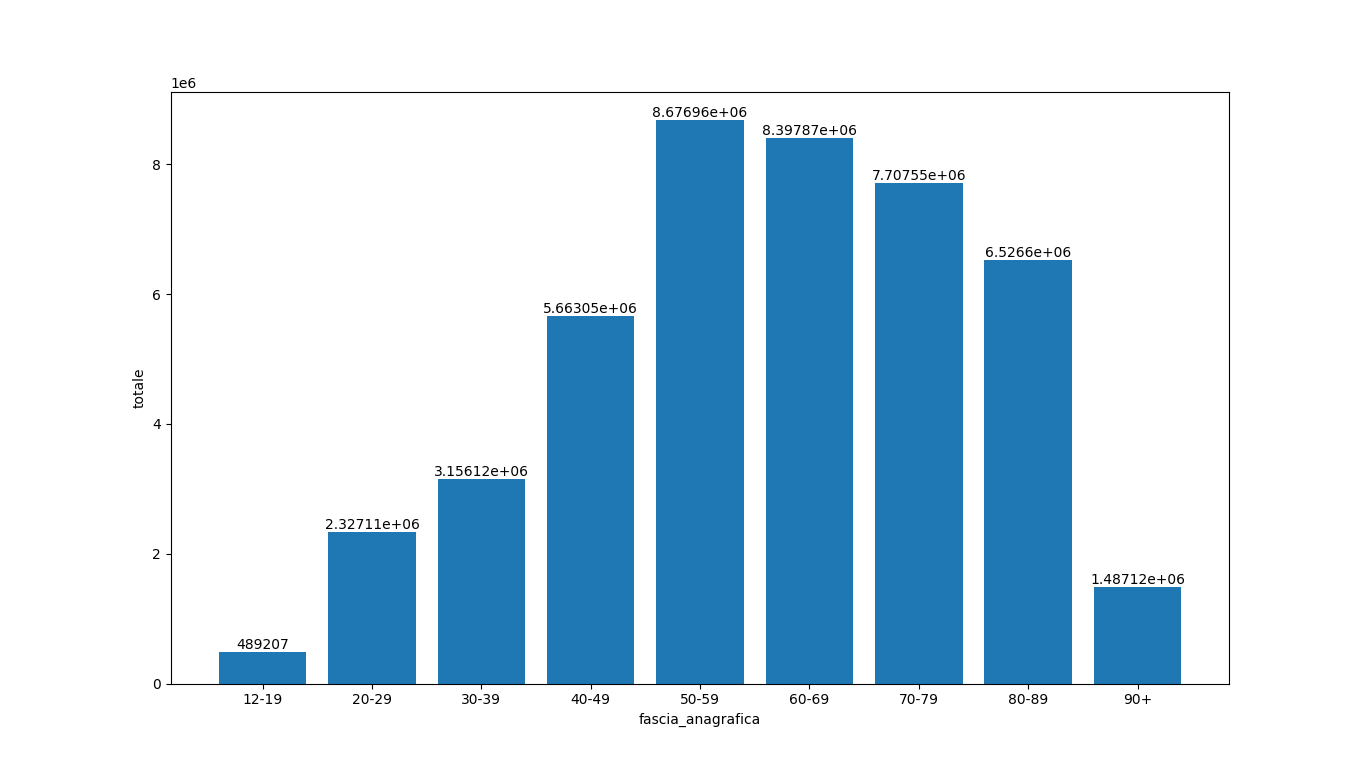 1e6
8.67696e+06
8.39787e+06
7.70755e+06
6.5266e+06
5.66305e+06
3.15612e+06
2.32711e+06
1.48712e+06
489207
8
6
4
2
0
totale
12-19 20-29 30-39 40-49 50-59 60-69 70-79 80-89 90+
fascia_anagrafica